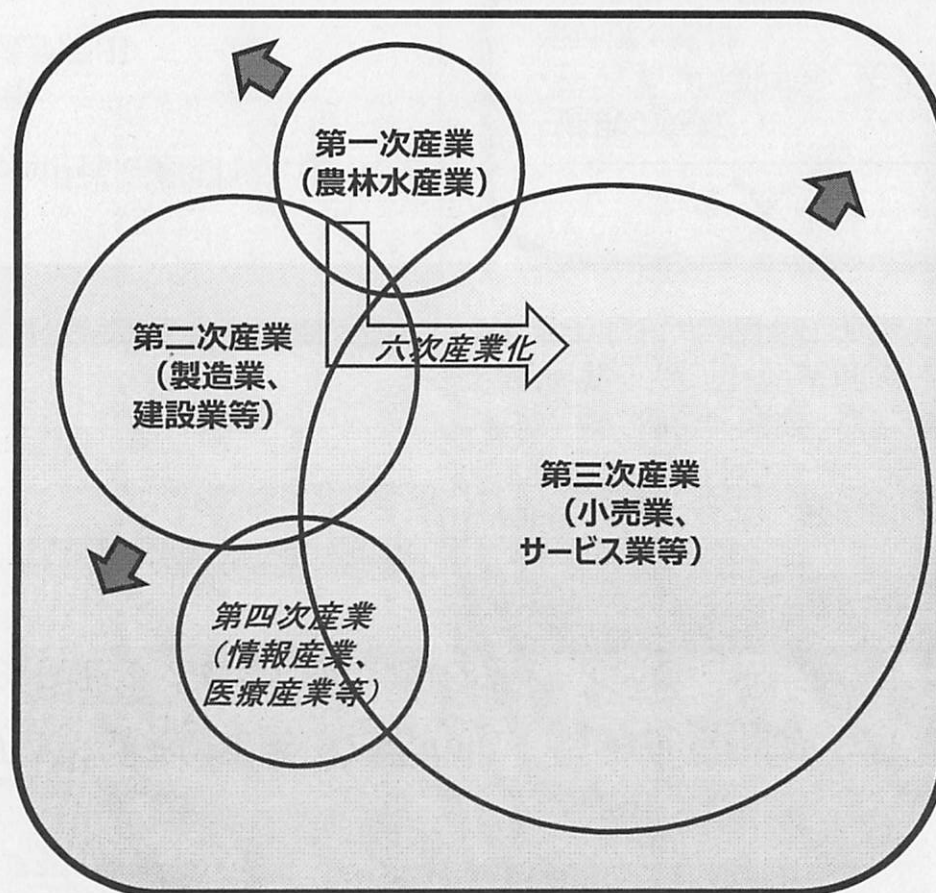 第一次産業
（農林水産業）
第二次産業
（製造業、
建設業等）
六次産業化
第三次産業
（小売業、
サービス業等）
第四次産業
（情報産業、
医療産業等）